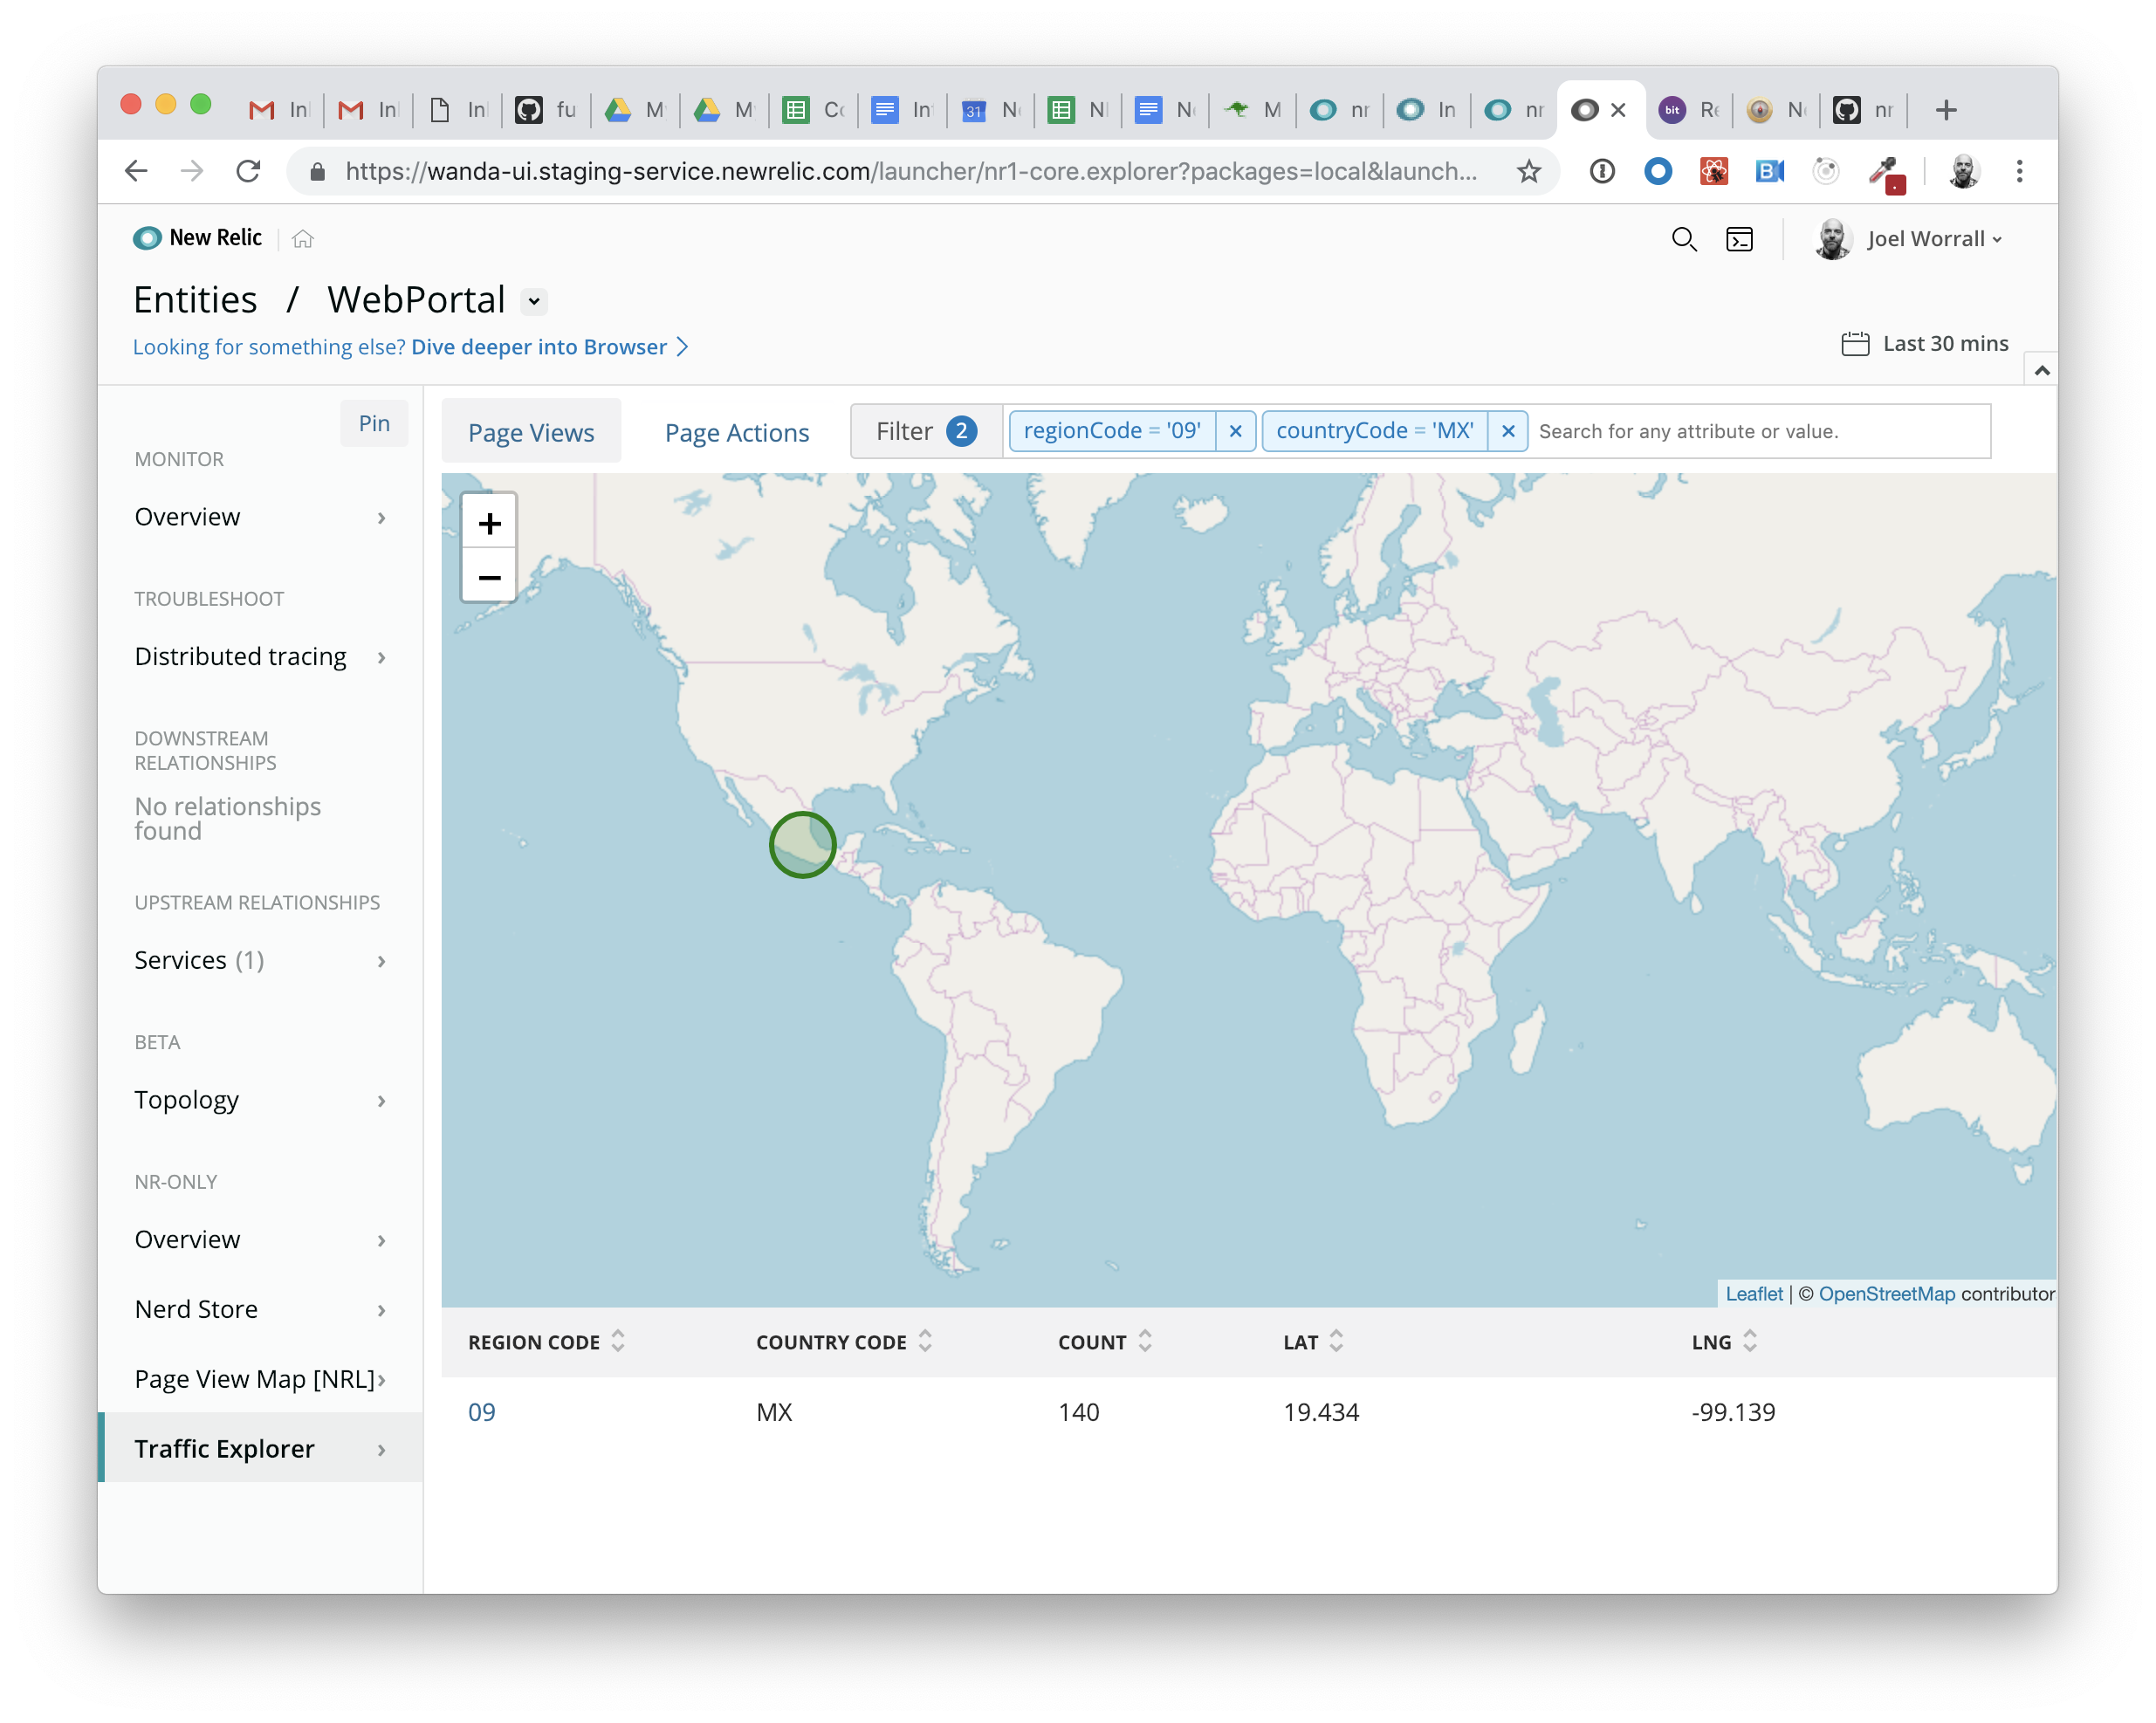 In
In
In
fu
M
M
Co
In
31
N
N
N
M
nr
In
nr
bit
Re
N
nr
https://wanda-ui.staging-service.newrelic.com/launcher/nr1-core.explorer?packages=local&launch...
New Relic
Joel Worrall
Entities / WebPortal
Looking for something else? Dive deeper into Browser
Last 30 mins
Pin
Page Views
Page Actions
Filter 2
regionCode = '09' ×
countryCode = 'MX' ×
Search for any attribute or value.
MONITOR
Overview
TROUBLESHOOT
Distributed tracing
DOWNSTREAM
RELATIONSHIPS
No relationships
found
UPSTREAM RELATIONSHIPS
Services (1)
BETA
Topology
NR-ONLY
Overview
Nerd Store
Page View Map [NRL]
Traffic Explorer
+
−
Leaflet | © OpenStreetMap contributor
REGION CODE COUNTRY CODE COUNT LAT LNG
09 MX 140 19.434 -99.139